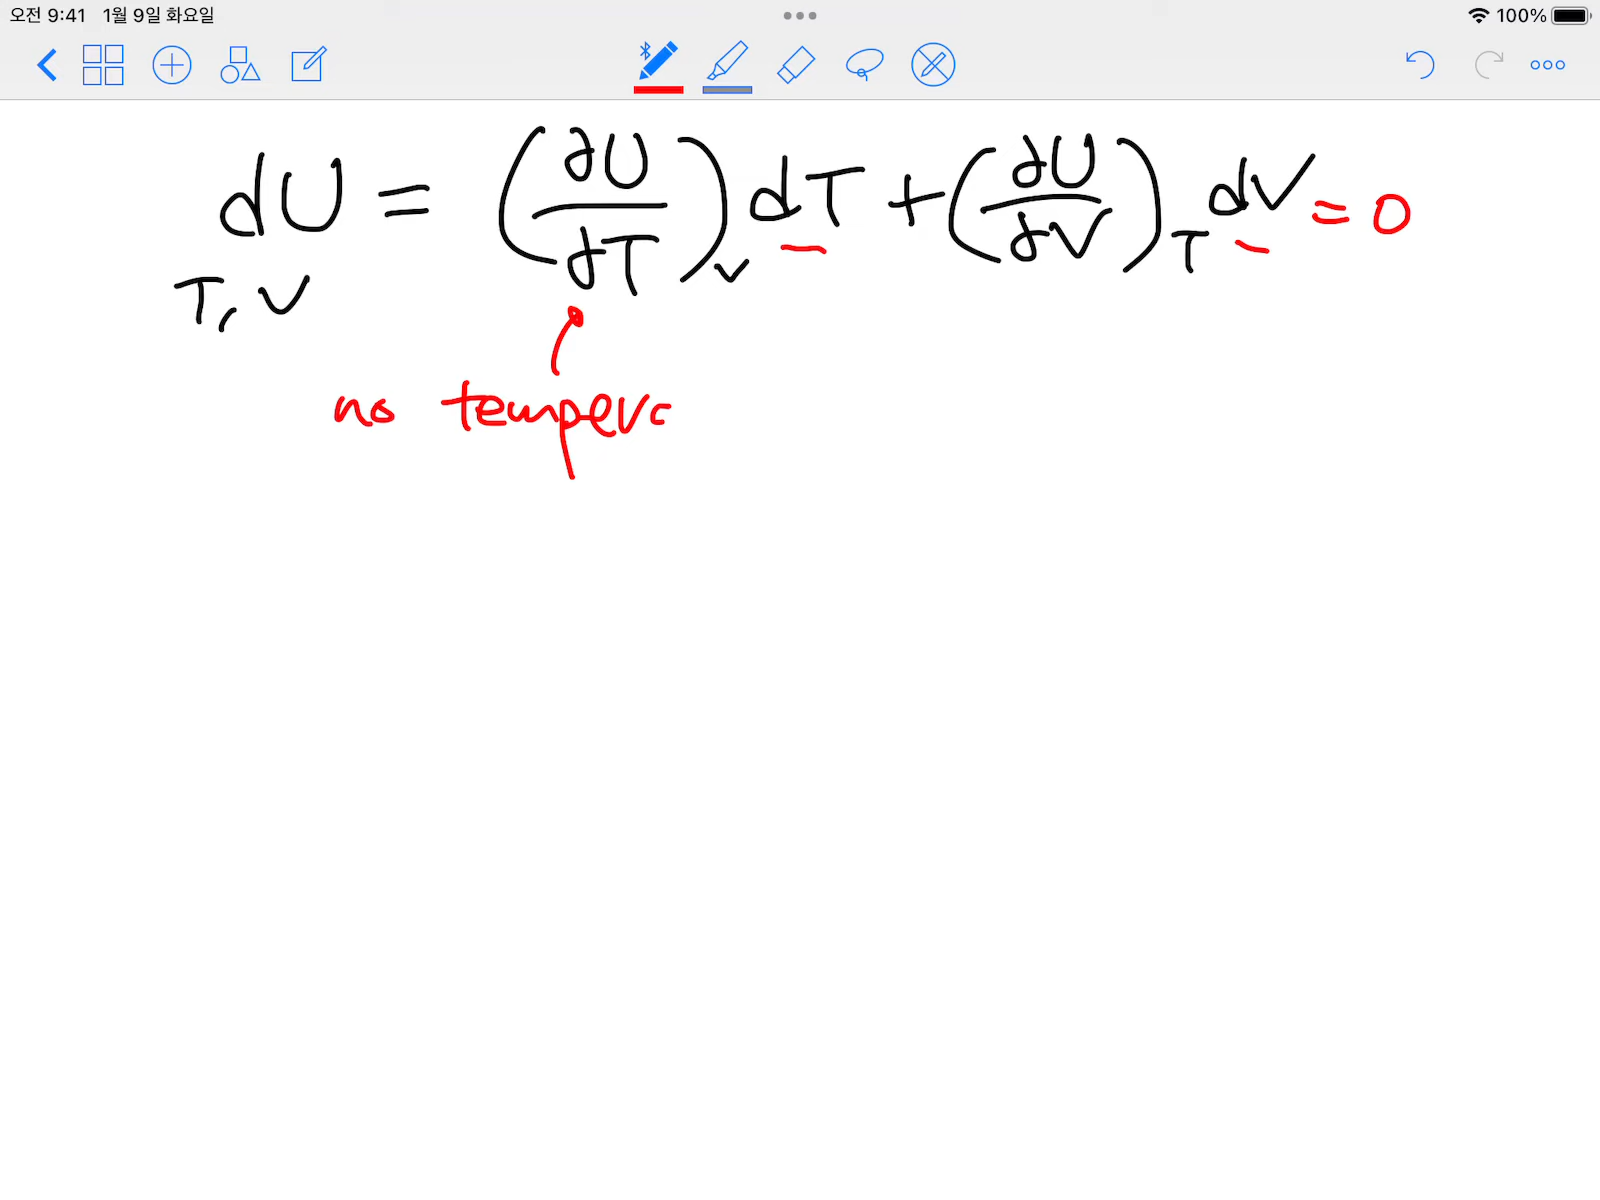 오전 9:41 1월 9일 화요일 100%
dU = (∂U/∂T)_V dT + (∂U/∂V)_T dV = 0
T, V
no tempera